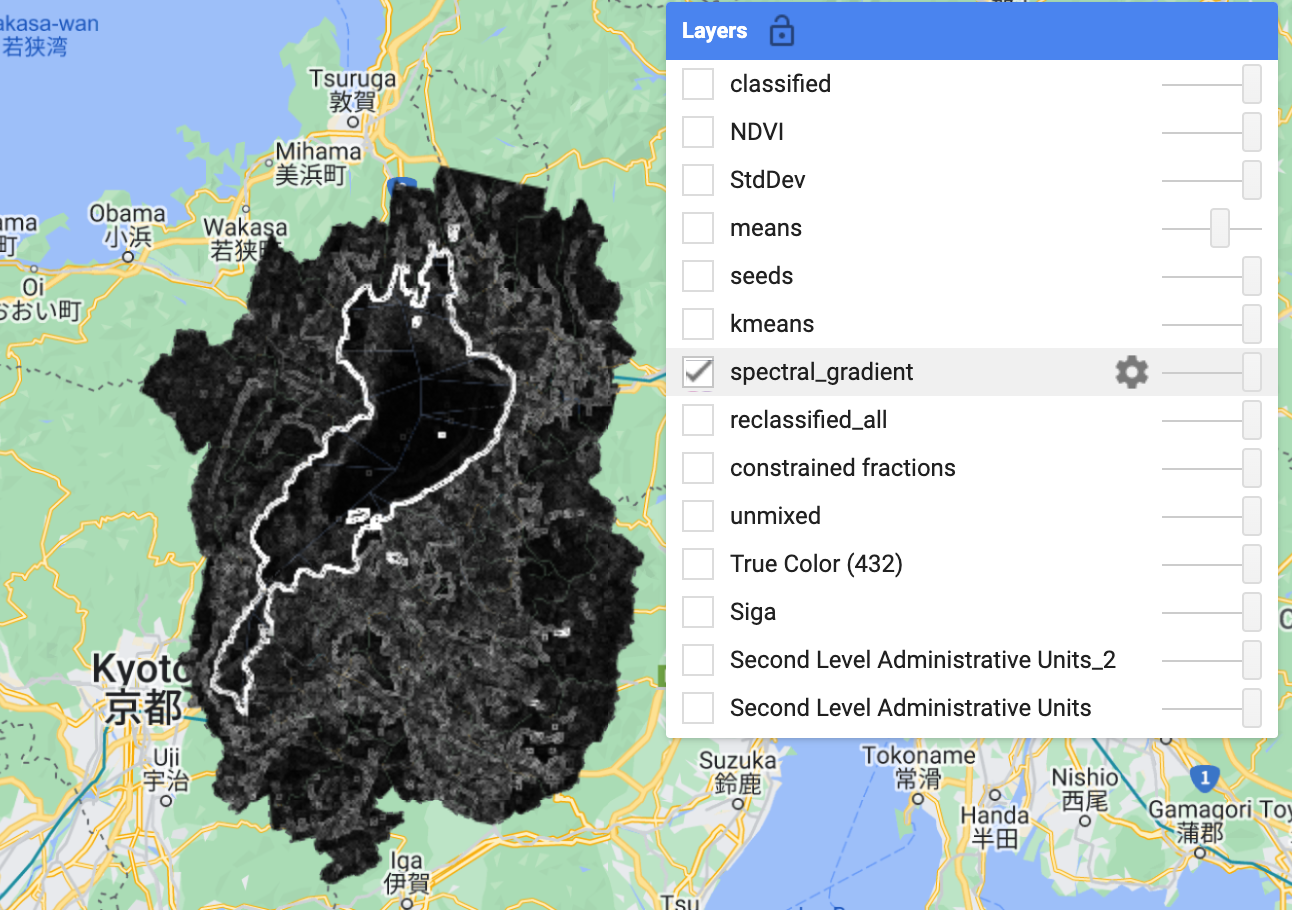 akasa-wan
若狭湾
Tsuruga
敦賀
Mihama
美浜町
Obama
小浜
Wakasa
若狭
ama
町
Oi
おおい町
Kyoto
京都
Uji
宇治
Iga
伊賀
Layers
classified
NDVI
StdDev
means
seeds
kmeans
spectral_gradient
reclassified_all
constrained fractions
unmixed
True Color (432)
Siga
Second Level Administrative Units_2
Second Level Administrative Units
Suzuka
鈴鹿
Tokoname
常滑
Handa
半田
Nishio
西尾
1
Gamagori
蒲郡
Toy
Tsu